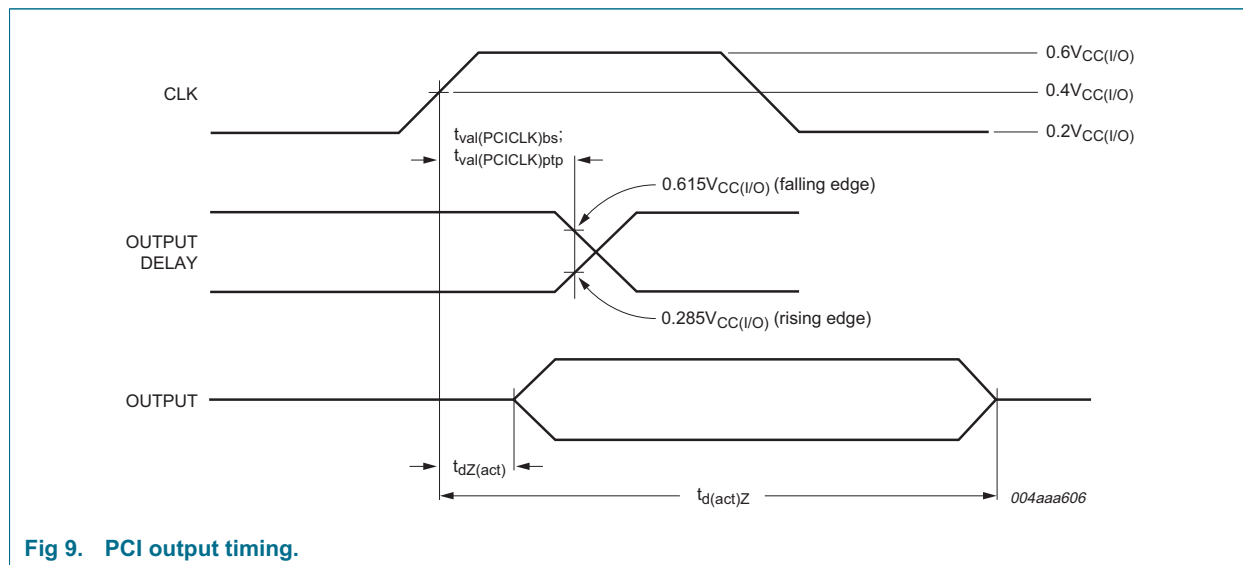 CLK
0.6VCC(I/O)
0.4VCC(I/O)
0.2VCC(I/O)
tval(PCICLK)bs;
tval(PCICLK)ptp
0.615VCC(I/O) (falling edge)
OUTPUT
DELAY
0.285VCC(I/O) (rising edge)
OUTPUT
tdZ(act)
td(act)Z
004aaa606
Fig 9. PCI output timing.